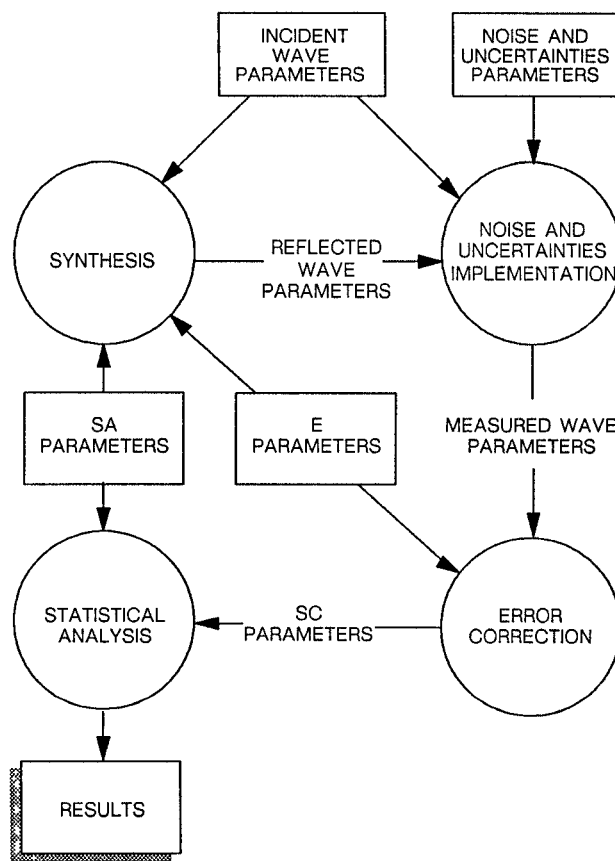 INCIDENT
WAVE
PARAMETERS
NOISE AND
UNCERTAINTIES
PARAMETERS
SYNTHESIS
REFLECTED
WAVE
PARAMETERS
NOISE AND
UNCERTAINTIES
IMPLEMENTATION
SA
PARAMETERS
E
PARAMETERS
MEASURED WAVE
PARAMETERS
STATISTICAL
ANALYSIS
SC
PARAMETERS
ERROR
CORRECTION
RESULTS